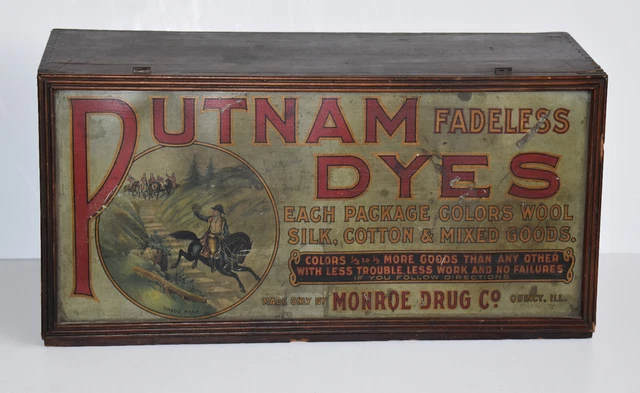 PUTNAM FADELESS
DYES
EACH PACKAGE COLORS WOOL
SILK, COTTON & MIXED GOODS.
COLORS ⅓ TO ½ MORE GOODS THAN ANY OTHER
WITH LESS TROUBLE, LESS WORK AND NO FAILURES
IF YOU FOLLOW DIRECTIONS
MADE ONLY BY MONROE DRUG CO QUINCY, ILL.
TRADE MARK